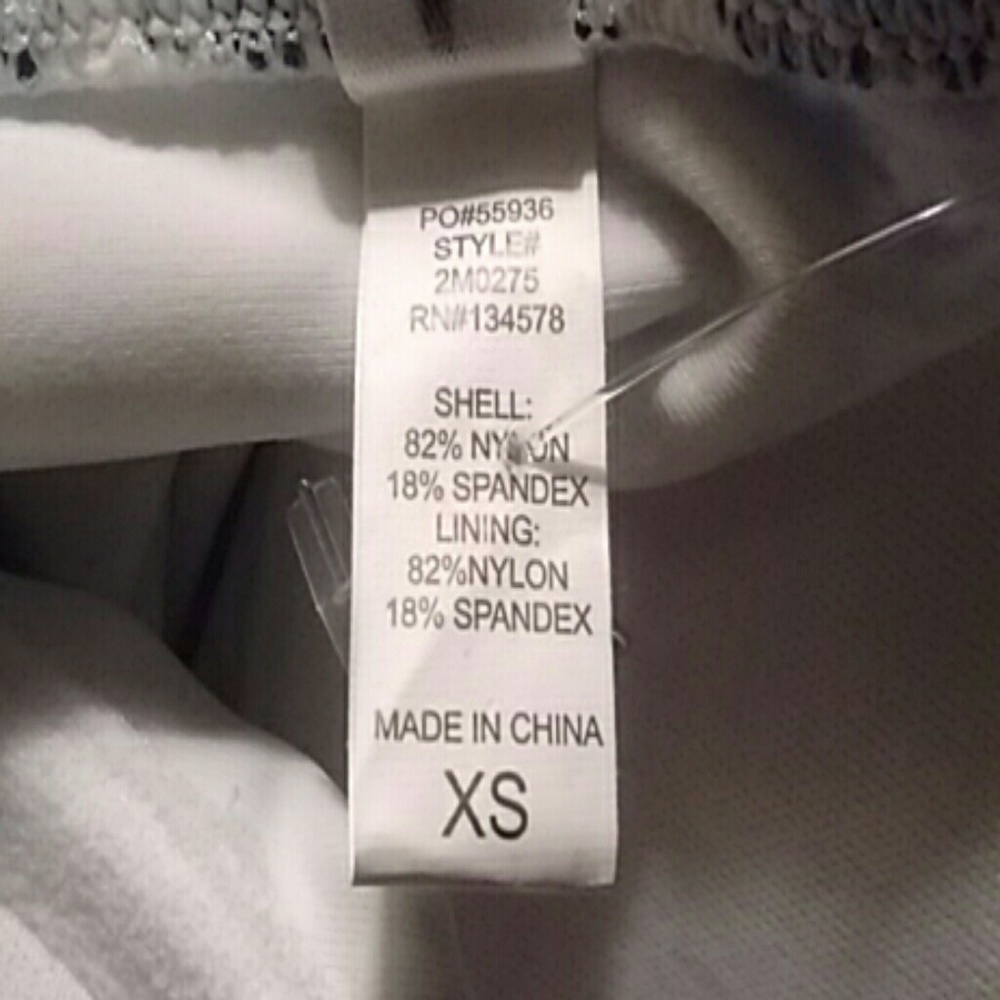 PO#55936
STYLE#
2M0275
RN#134578
SHELL:
82% NYLON
18% SPANDEX
LINING:
82%NYLON
18% SPANDEX
MADE IN CHINA
XS